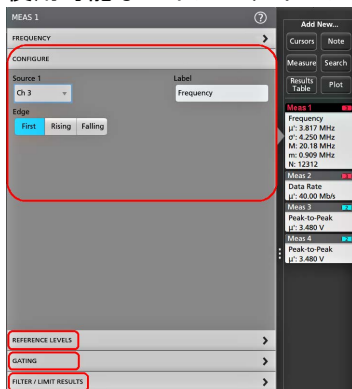 MEAS 1
FREQUENCY
CONFIGURE
Source 1
Label
Ch 3
Frequency
Edge
First Rising Falling
REFERENCE LEVELS
GATING
FILTER / LIMIT RESULTS
Add New...
Cursors Note
Measure Search
Results Table Plot
Meas 1
Frequency
µ': 3.817 MHz
σ': 4.250 MHz
M: 20.18 MHz
m: 0.909 MHz
N: 12312
Meas 2
Data Rate
µ': 40.00 Mb/s
Meas 3
Peak-to-Peak
µ': 3.480 V
Meas 4
Peak-to-Peak
µ': 3.480 V